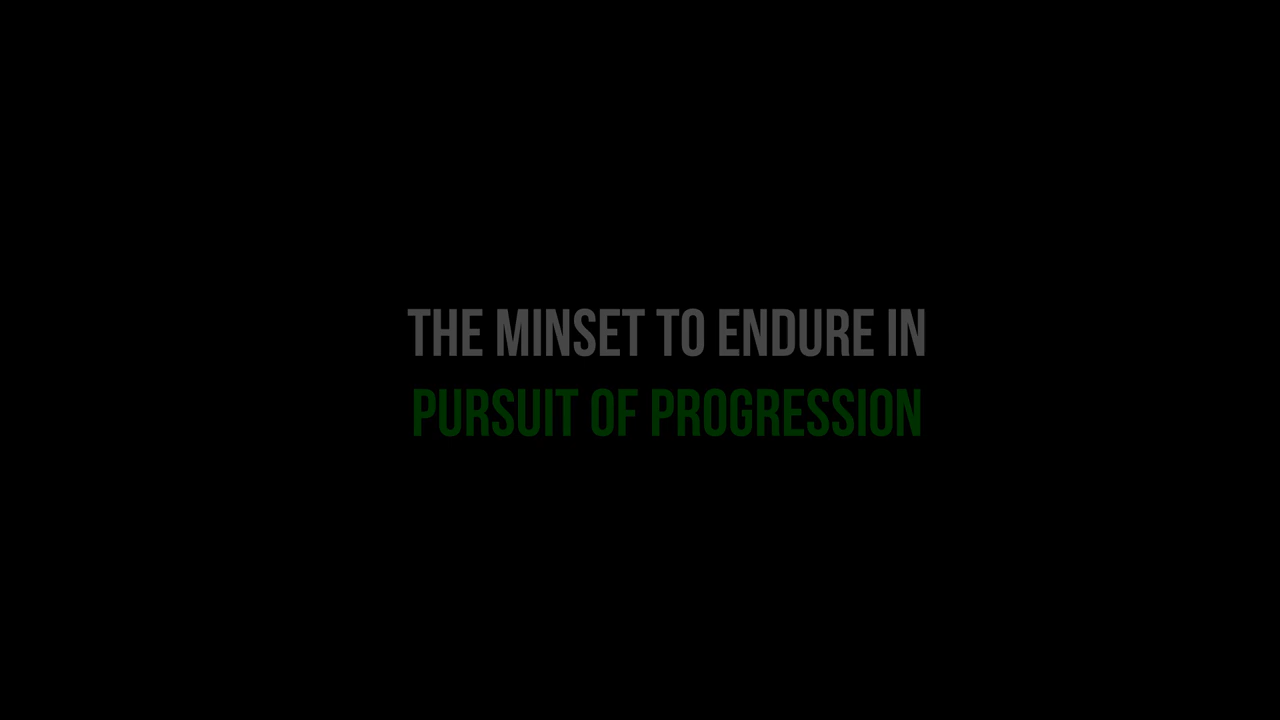 THE MINSET TO ENDURE IN
PURSUIT OF PROGRESSION